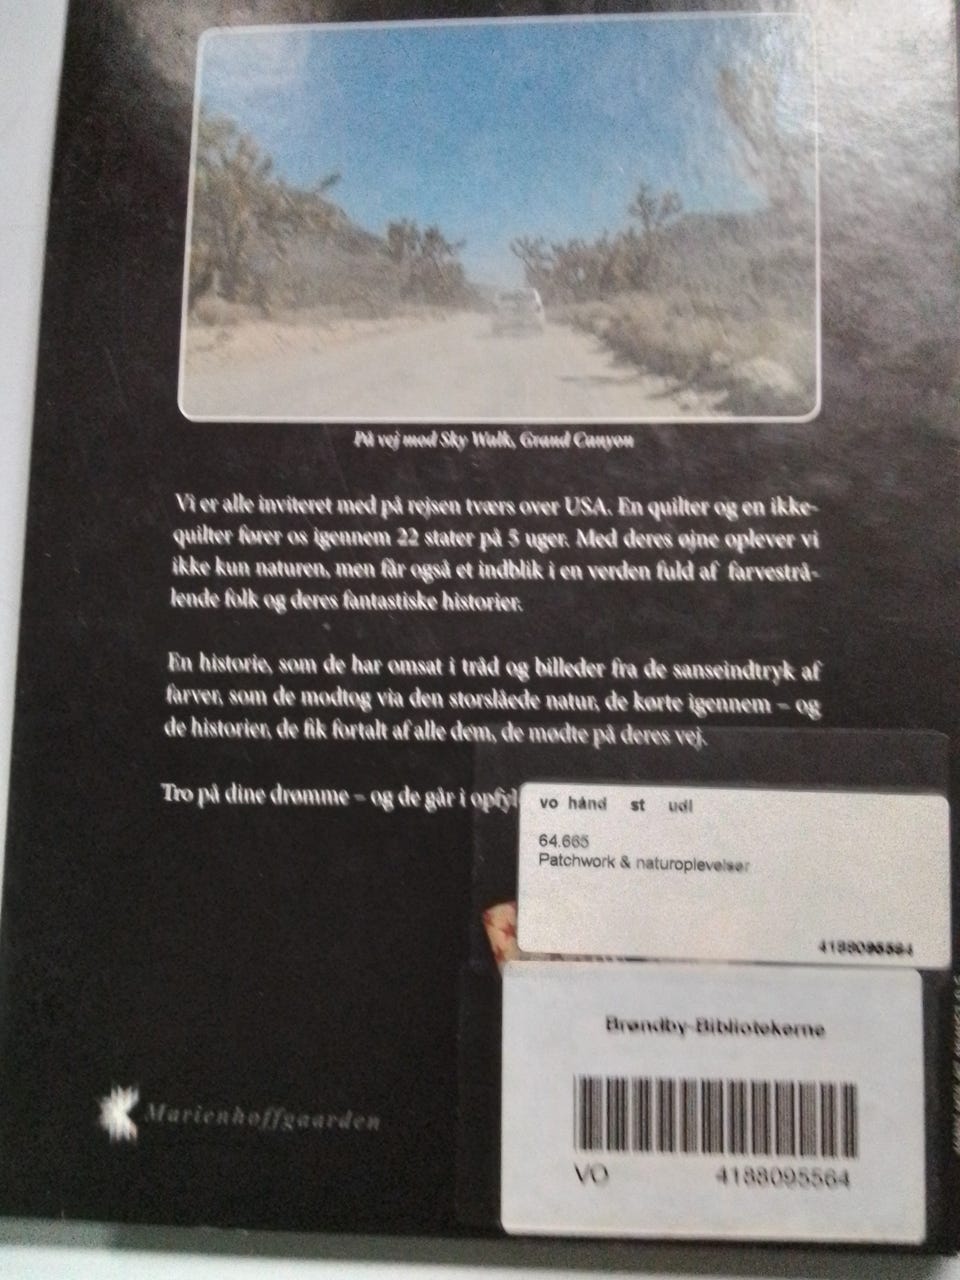 På vej mod Sky Walk, Grand Canyon
Vi er alle inviteret med på rejsen tværs over USA. En quilter og en ikke-
quilter fører os igennem 22 stater på 5 uger. Med deres øjne oplever vi
ikke kun naturen, men får også et indblik i en verden fuld af farvestrå-
lende folk og deres fantastiske historier.
En historie, som de har omsat i tråd og billeder fra de sanseindtryk af
farver, som de modtog via den storslåede natur, de kørte igennem – og
de historier, de fik fortalt af alle dem, de mødte på deres vej.
Tro på dine drømme – og de går i opfyl
vo hånd st udl
64.665
Patchwork & naturoplevelser
4188095564
Brøndby-Bibliotekerne
VO 4188095564
Marienhoffgaarden